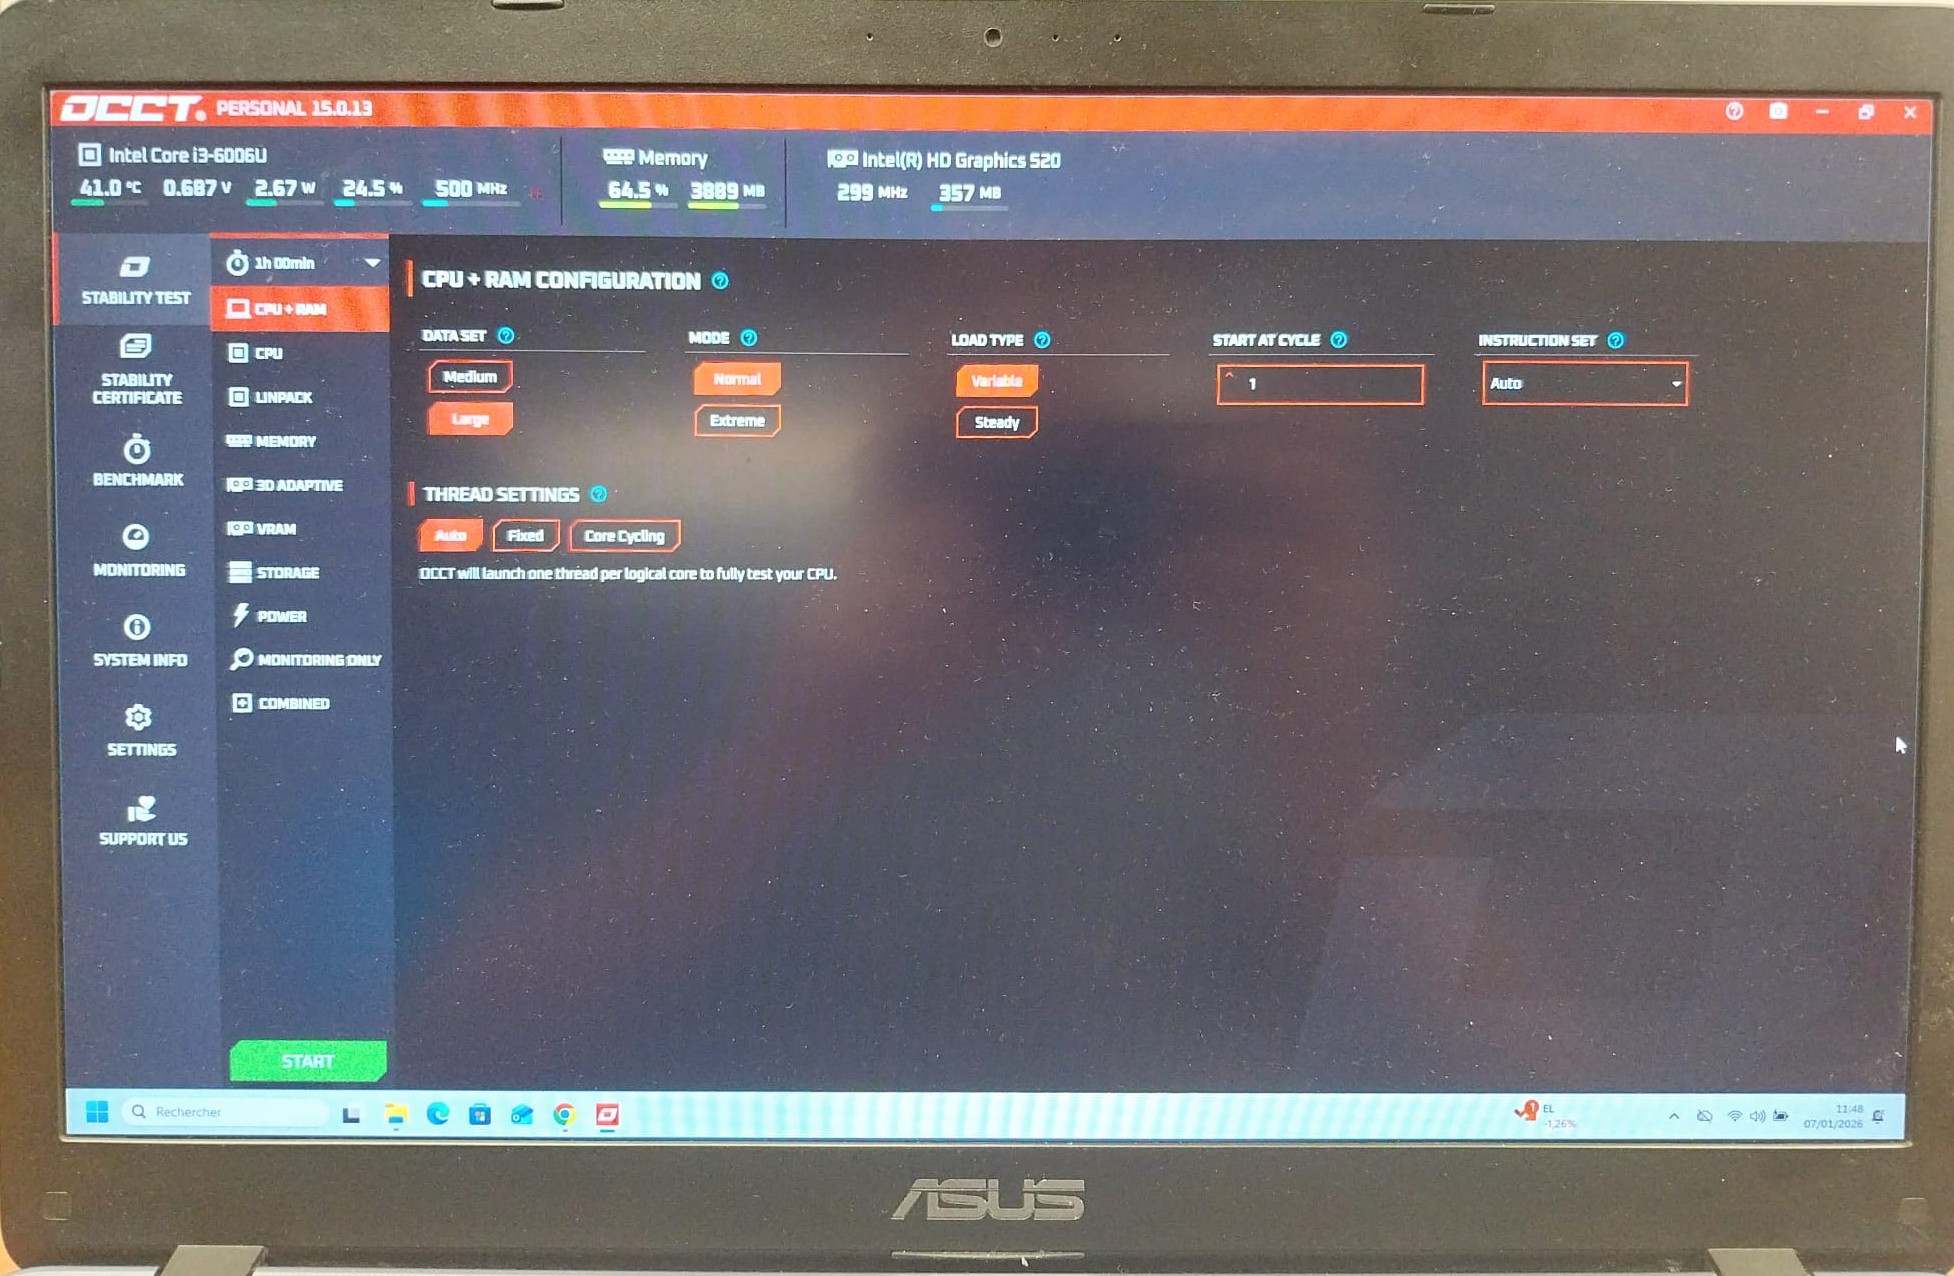 OCCT. PERSONAL 15.0.13
Intel Core i3-6006U
41.0 °C 0.687 V 2.67 W 24.5 % 500 MHz
Memory
64.5 % 3889 MB
Intel(R) HD Graphics 520
299 MHz 357 MB
STABILITY TEST
STABILITY
CERTIFICATE
BENCHMARK
MONITORING
SYSTEM INFO
SETTINGS
SUPPORT US
1h 00min
CPU + RAM
CPU
LINPACK
MEMORY
3D ADAPTIVE
VRAM
STORAGE
POWER
MONITORING ONLY
COMBINED
START
CPU + RAM CONFIGURATION
DATA SET
Medium
Large
MODE
Normal
Extreme
LOAD TYPE
Variable
Steady
START AT CYCLE
1
INSTRUCTION SET
Auto
THREAD SETTINGS
Auto Fixed Core Cycling
OCCT will launch one thread per logical core to fully test your CPU.
Rechercher
1
EL
-1,26%
11:48
07/01/2026
ASUS